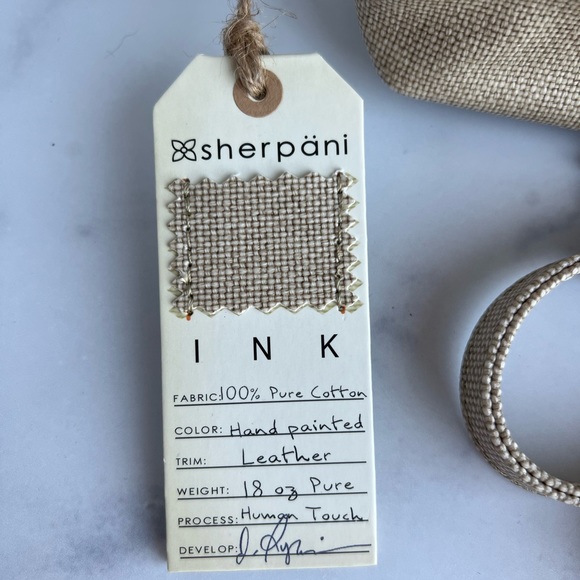 sherpäni
INK
FABRIC: 100% Pure Cotton
COLOR: Hand painted
TRIM: Leather
WEIGHT: 18 oz Pure
PROCESS: Human Touch
DEVELOP: